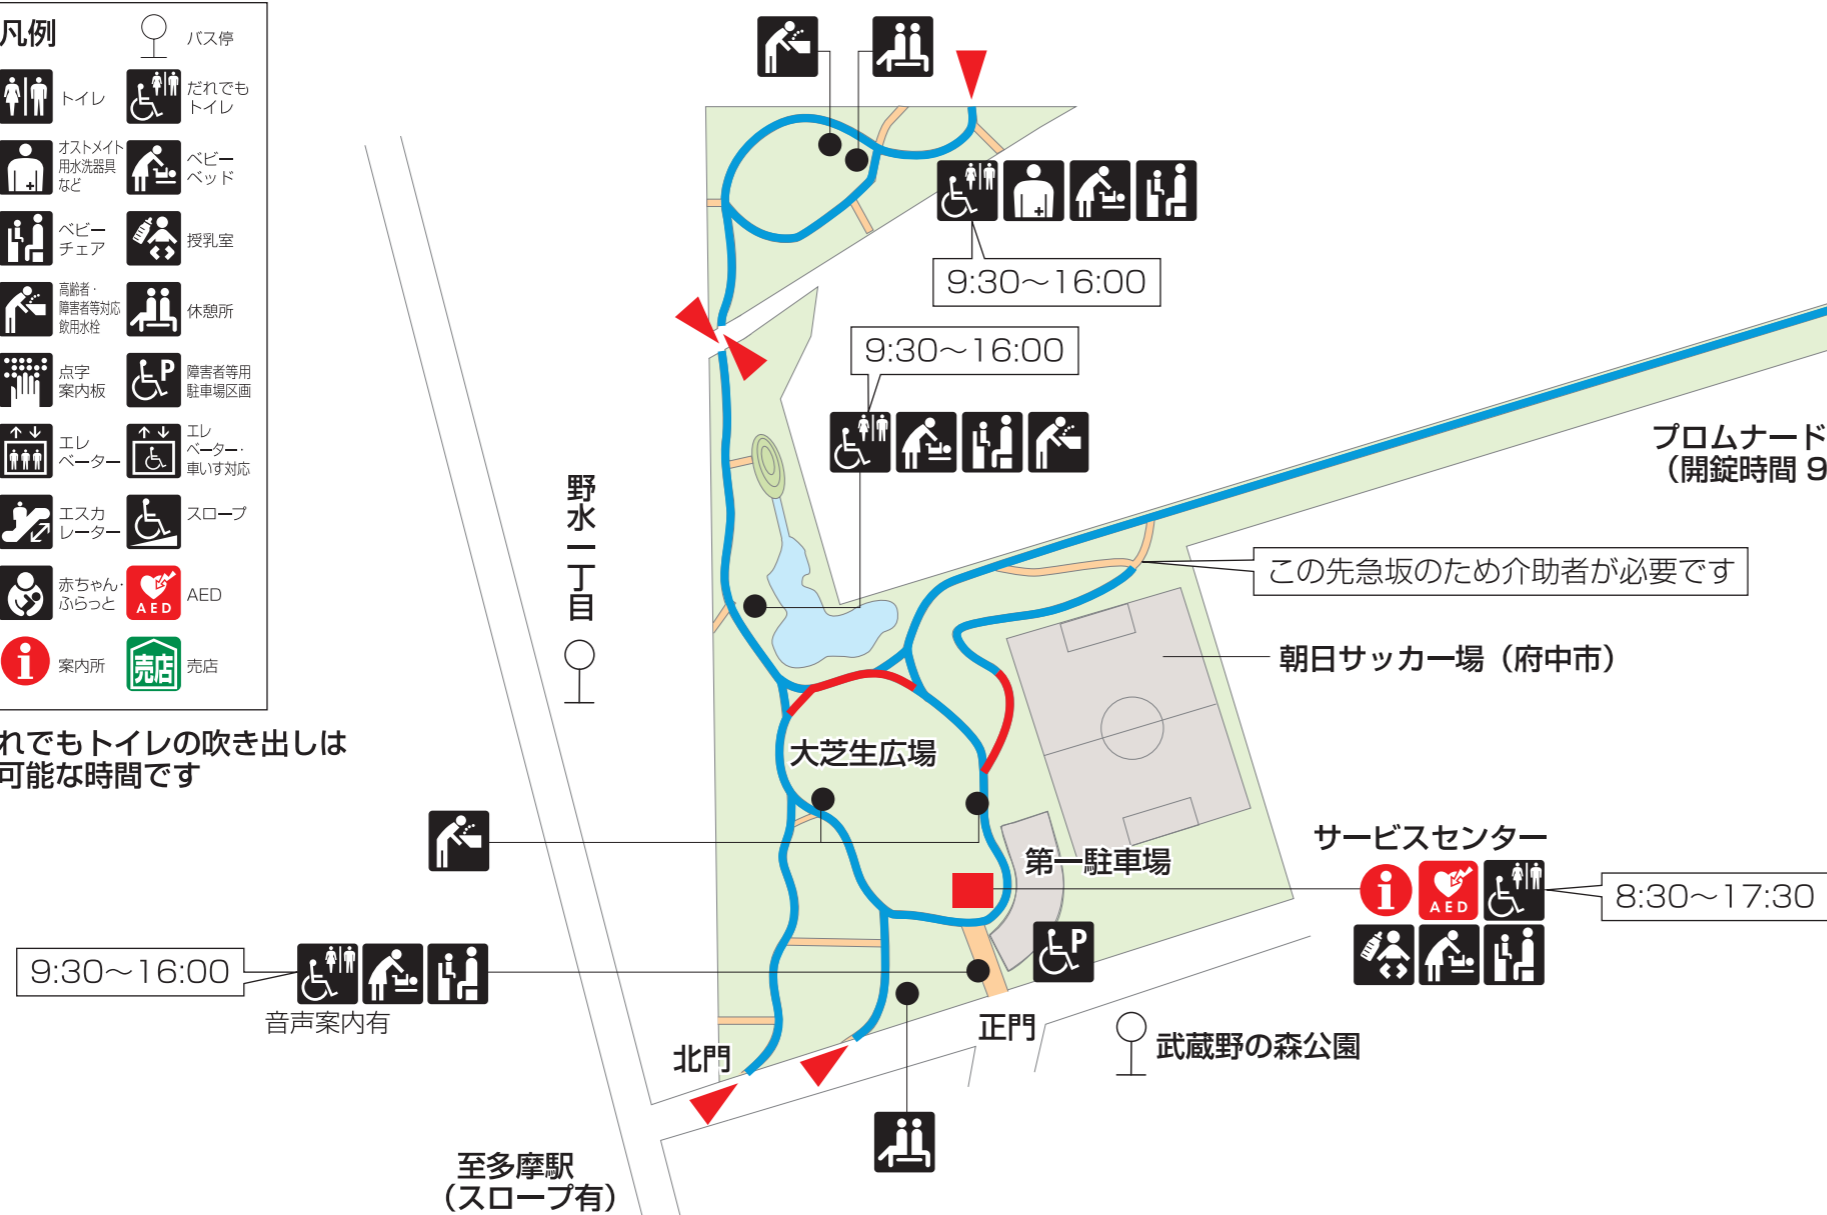 凡例
バス停
トイレ
だれでも
トイレ
オストメイト
用水洗器具
など
ベビー
ベッド
ベビー
チェア
授乳室
高齢者・
障害者等対応
飲用水栓
休憩所
点字
案内板
P
障害者等用
駐車場区画
エレ
ベーター
エレ
ベーター・
車いす対応
エスカ
レーター
スロープ
赤ちゃん・
ふらっと
AED
AED
i
案内所
売店
売店
れでもトイレの吹き出しは
可能な時間です
9:30〜16:00
9:30〜16:00
プロムナード
（開錠時間 9
野水一丁目
この先急坂のため介助者が必要です
朝日サッカー場（府中市）
大芝生広場
第一駐車場
サービスセンター
i
AED
8:30〜17:30
P
9:30〜16:00
音声案内有
正門
北門
武蔵野の森公園
至多摩駅
（スロープ有）